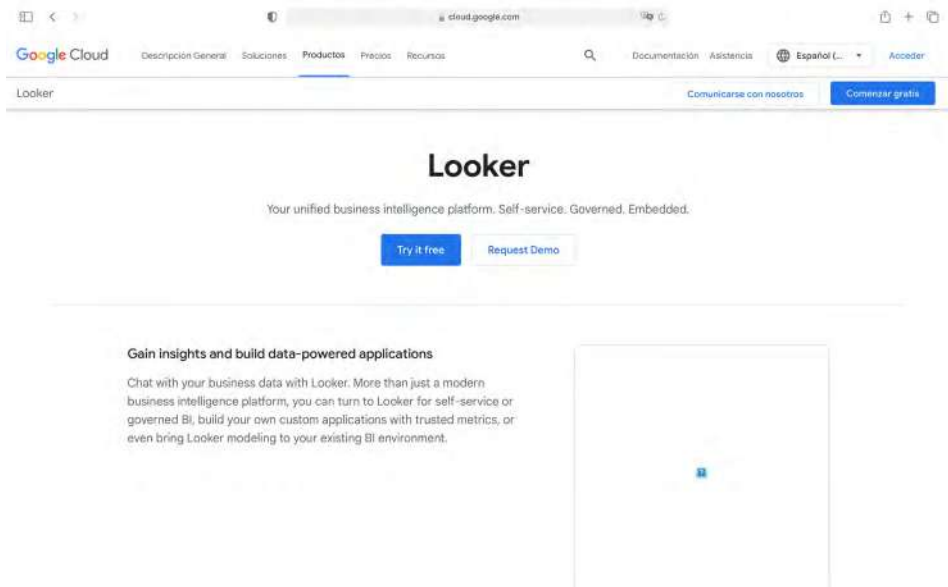 cloud.google.com
Google Cloud Descripción General Soluciones Productos Precios Recursos Documentación Asistencia Español (... Acceder
Looker Comunicarse con nosotros Comenzar gratis
Looker
Your unified business intelligence platform. Self-service. Governed. Embedded.
Try it free Request Demo
Gain insights and build data-powered applications
Chat with your business data with Looker. More than just a modern
business intelligence platform, you can turn to Looker for self-service or
governed BI, build your own custom applications with trusted metrics, or
even bring Looker modeling to your existing BI environment.